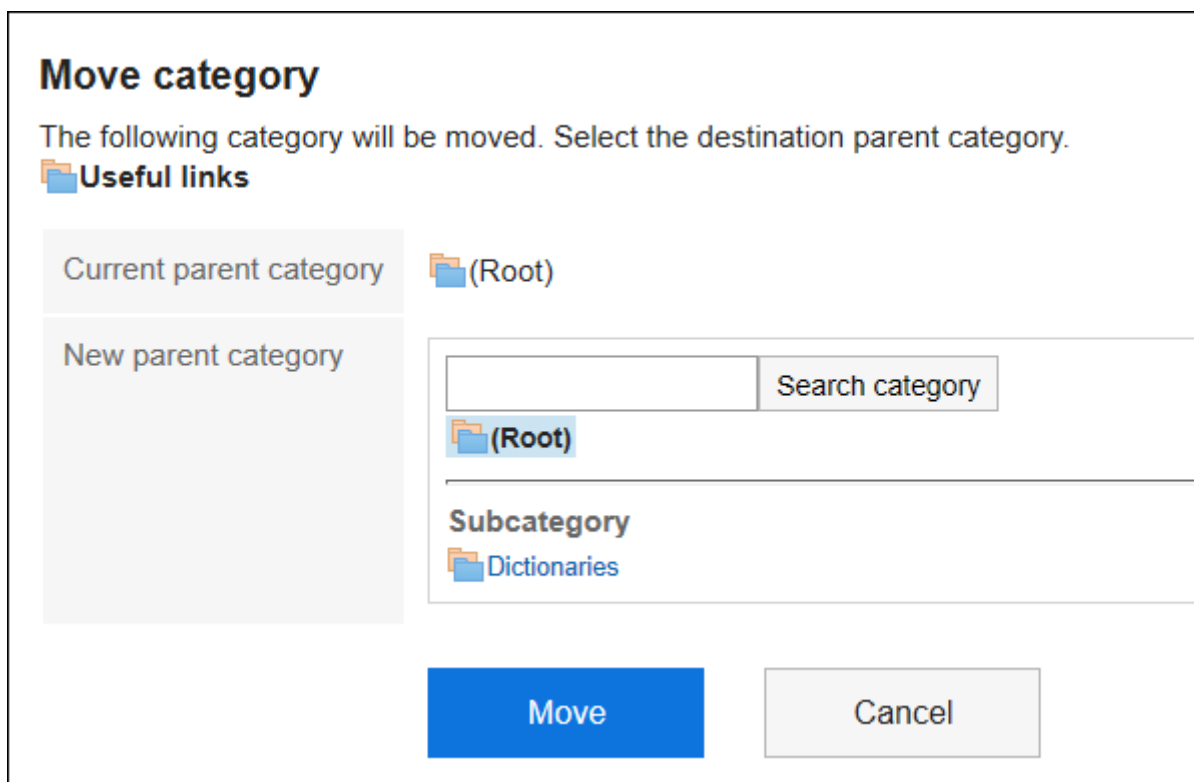 Move category
The following category will be moved. Select the destination parent category.
Useful links
Current parent category
(Root)
New parent category
Search category
(Root)
Subcategory
Dictionaries
Move
Cancel